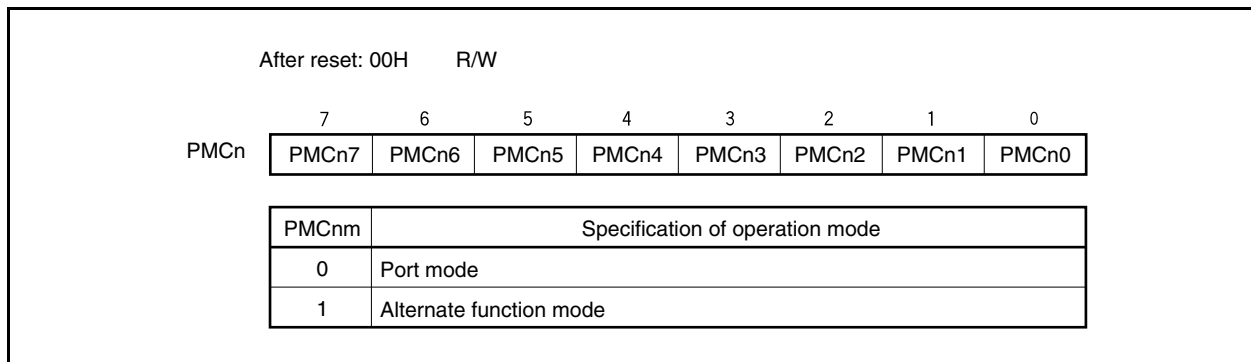 After reset: 00H R/W
7 6 5 4 3 2 1 0
PMCn PMCn7 PMCn6 PMCn5 PMCn4 PMCn3 PMCn2 PMCn1 PMCn0
PMCnm Specification of operation mode
0 Port mode
1 Alternate function mode